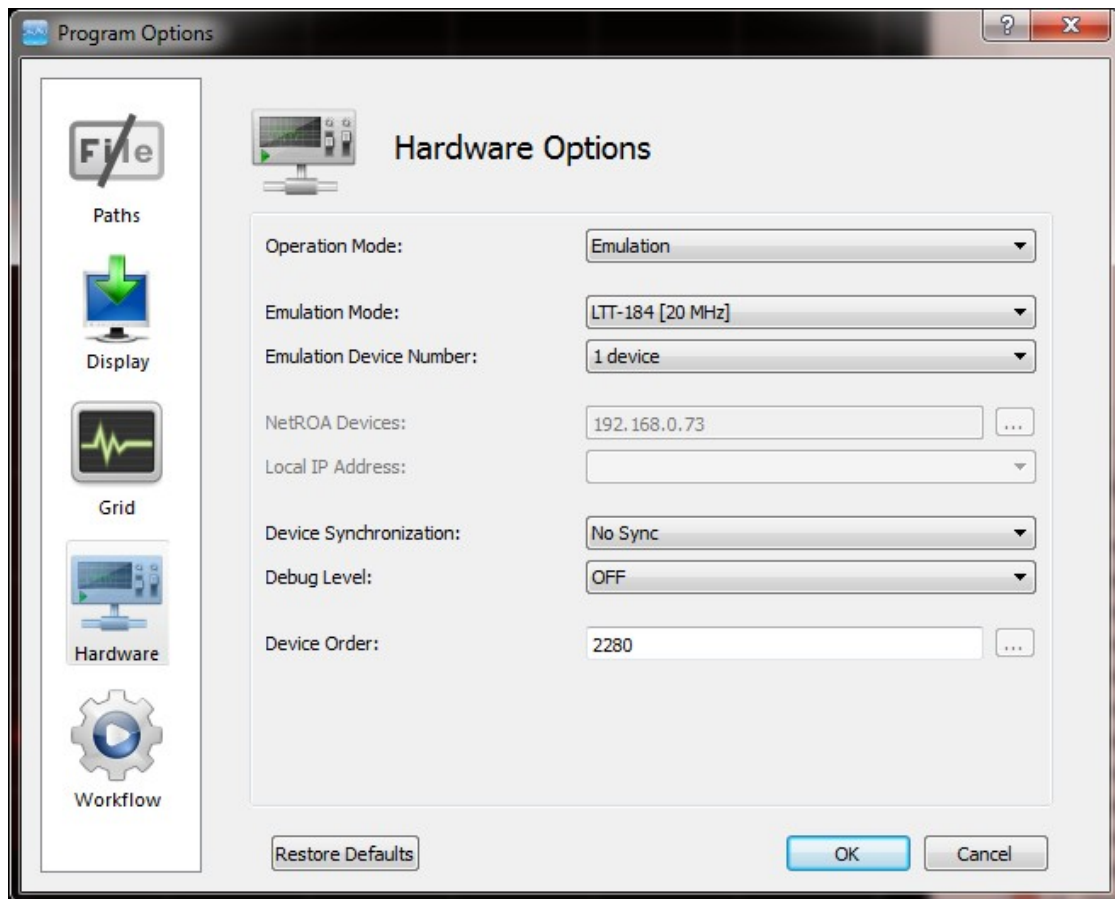 Program Options
File
Paths
Display
Grid
Hardware
Workflow
Hardware Options
Operation Mode: Emulation
Emulation Mode: LTT-184 [20 MHz]
Emulation Device Number: 1 device
NetROA Devices: 192.168.0.73 ...
Local IP Address:
Device Synchronization: No Sync
Debug Level: OFF
Device Order: 2280 ...
Restore Defaults OK Cancel